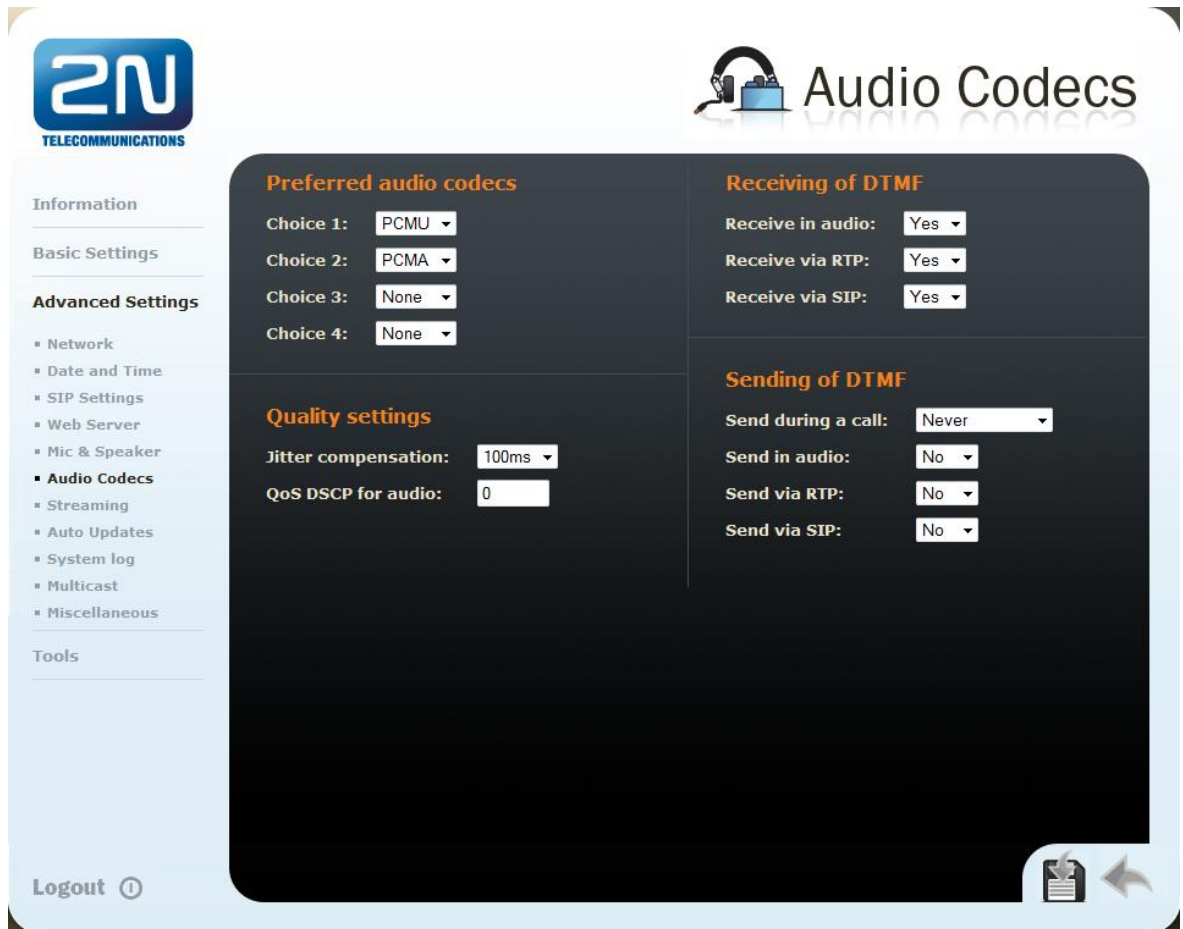 2N
TELECOMMUNICATIONS
Audio Codecs
Information
Basic Settings
Advanced Settings
Network
Date and Time
SIP Settings
Web Server
Mic & Speaker
Audio Codecs
Streaming
Auto Updates
System log
Multicast
Miscellaneous
Tools
Logout
Preferred audio codecs
Choice 1: PCMU
Choice 2: PCMA
Choice 3: None
Choice 4: None
Quality settings
Jitter compensation: 100ms
QoS DSCP for audio: 0
Receiving of DTMF
Receive in audio: Yes
Receive via RTP: Yes
Receive via SIP: Yes
Sending of DTMF
Send during a call: Never
Send in audio: No
Send via RTP: No
Send via SIP: No